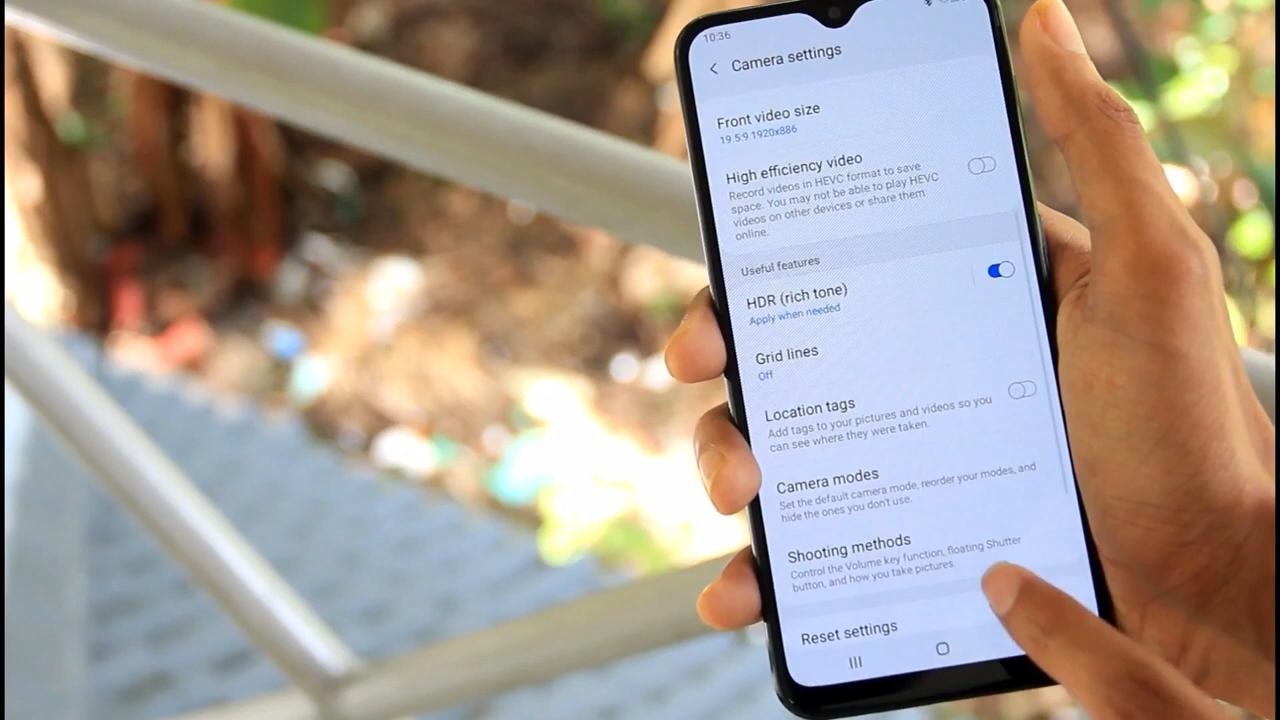 10:36
Camera settings
Front video size
19.5:9 1920x886
High efficiency video
Record videos in HEVC format to save
space. You may not be able to play HEVC
videos on other devices or share them
online.
Useful features
HDR (rich tone)
Apply when needed
Grid lines
Off
Location tags
Add tags to your pictures and videos so you
can see where they were taken.
Camera modes
Set the default camera mode, reorder your modes, and
hide the ones you don't use.
Shooting methods
Control the Volume key function, floating Shutter
button, and how you take pictures.
Reset settings